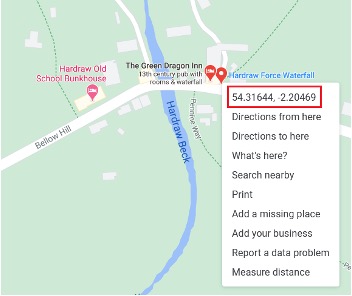 Hardraw Old
School Bunkhouse
The Green Dragon Inn
13th century pub with
rooms & waterfall
Hardraw Force Waterfall
Bellow Hill
Hardraw Beck
Pennine Way
54.31644, -2.20469
Directions from here
Directions to here
What's here?
Search nearby
Print
Add a missing place
Add your business
Report a data problem
Measure distance